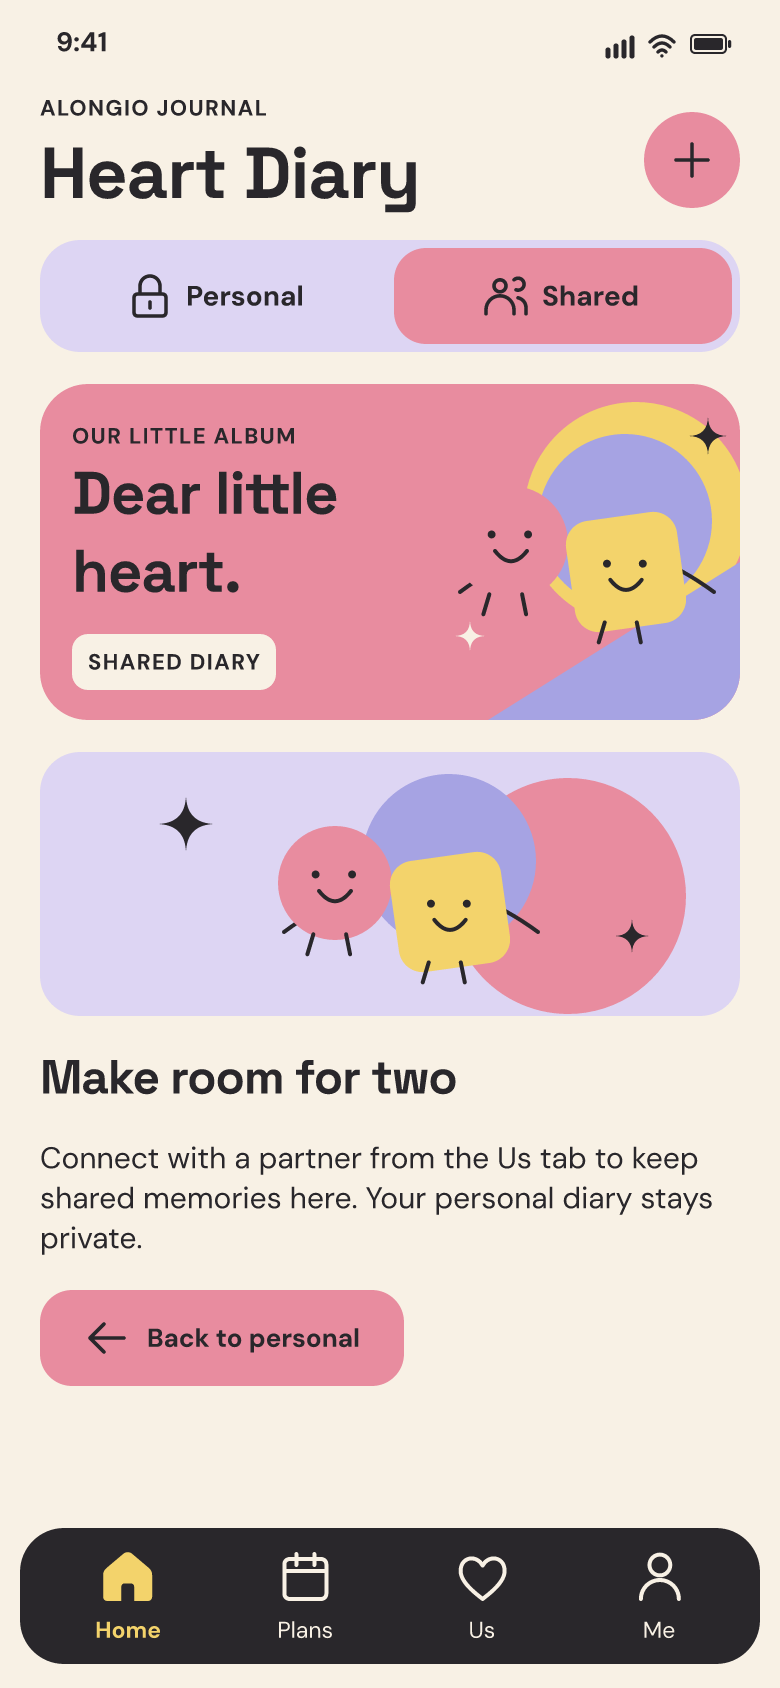 9:41
ALONGIO JOURNAL
Heart Diary
Personal
Shared
OUR LITTLE ALBUM
Dear little
heart.
SHARED DIARY
Make room for two
Connect with a partner from the Us tab to keep
shared memories here. Your personal diary stays
private.
Back to personal
Home
Plans
Us
Me